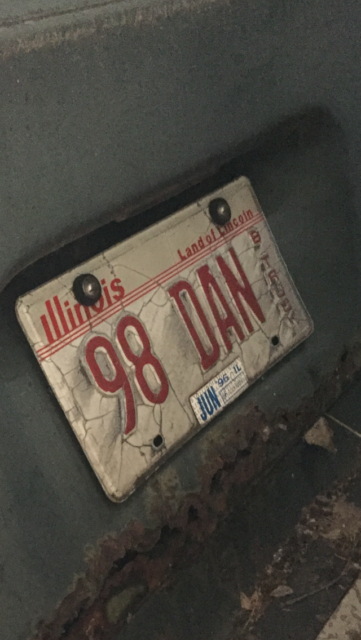 Illinois Land of Lincoln
98 DAN
JUN '96 IL